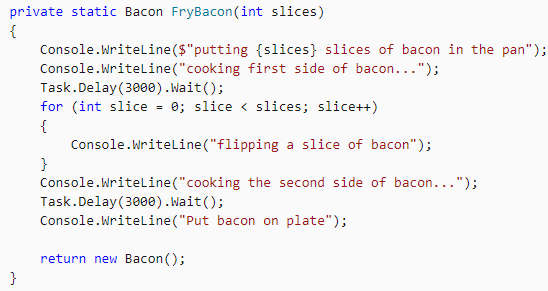 private static Bacon FryBacon(int slices)
{
    Console.WriteLine($"putting {slices} slices of bacon in the pan");
    Console.WriteLine("cooking first side of bacon...");
    Task.Delay(3000).Wait();
    for (int slice = 0; slice < slices; slice++)
    {
        Console.WriteLine("flipping a slice of bacon");
    }
    Console.WriteLine("cooking the second side of bacon...");
    Task.Delay(3000).Wait();
    Console.WriteLine("Put bacon on plate");

    return new Bacon();
}